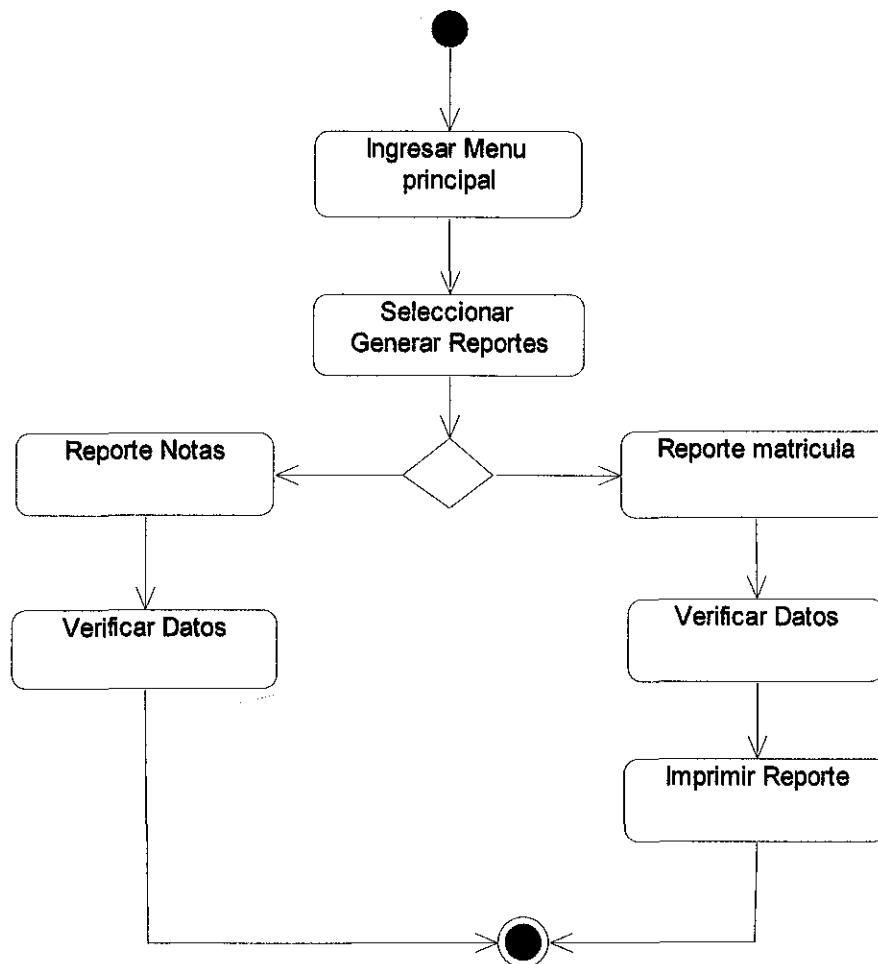 Ingresar Menu
principal
Seleccionar
Generar Reportes
Reporte Notas
Reporte matricula
Verificar Datos
Verificar Datos
Imprimir Reporte